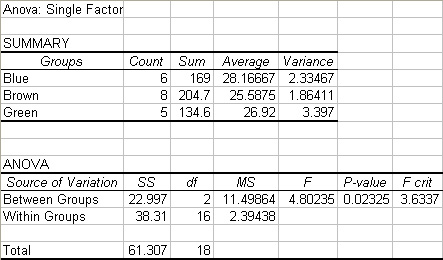 Anova: Single Factor
SUMMARY
Groups Count Sum Average Variance
Blue 6 169 28.16667 2.33467
Brown 8 204.7 25.5875 1.86411
Green 5 134.6 26.92 3.397
ANOVA
Source of Variation SS df MS F P-value F crit
Between Groups 22.997 2 11.49864 4.80235 0.02325 3.6337
Within Groups 38.31 16 2.39438
Total 61.307 18